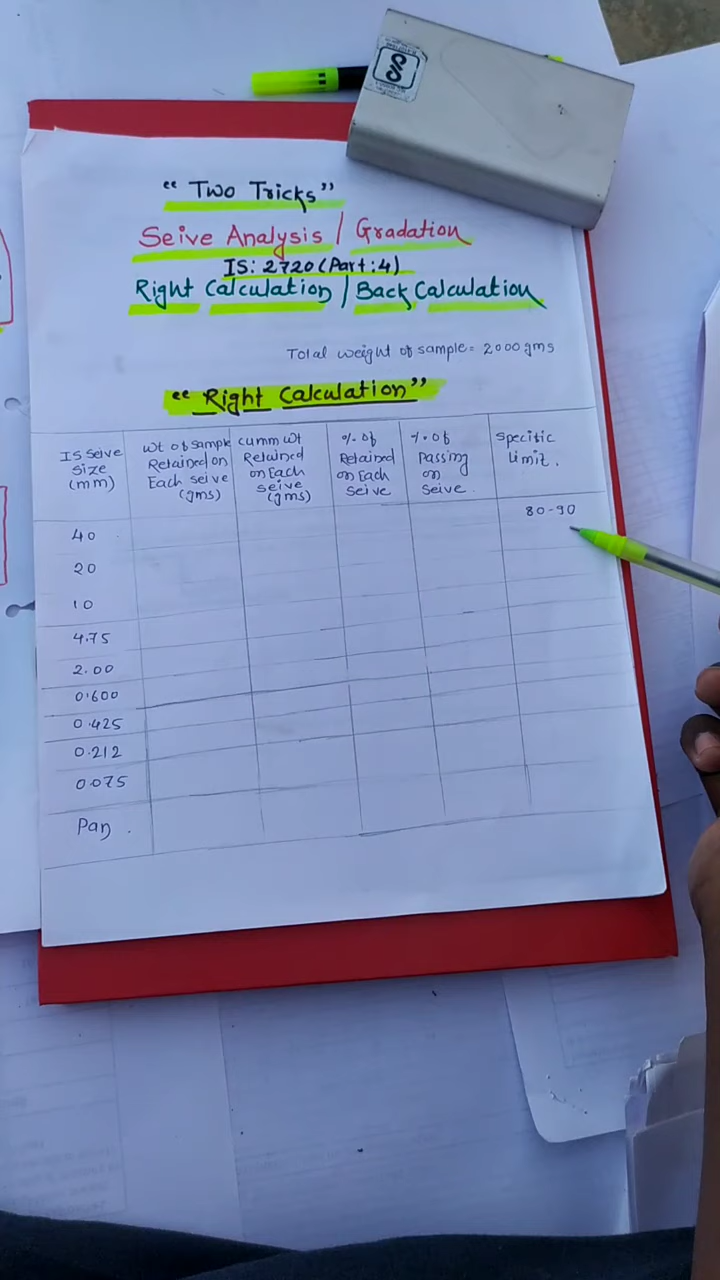 "Two Tricks"
Seive Analysis / Gradation
IS: 2720 (Part:4)
Right Calculation / Back Calculation
Total weight of sample = 2000 gms
"Right Calculation"
IS Seive
size
(mm)
wt of sample
Retained on
Each seive
(gms)
cumm wt
Retained
on Each
seive
(gms)
% of
Retained
on Each
seive
% of
Passing
on
seive.
Specific
limit.
80-90
40
20
10
4.75
2.00
0.600
0.425
0.212
0.075
Pan.